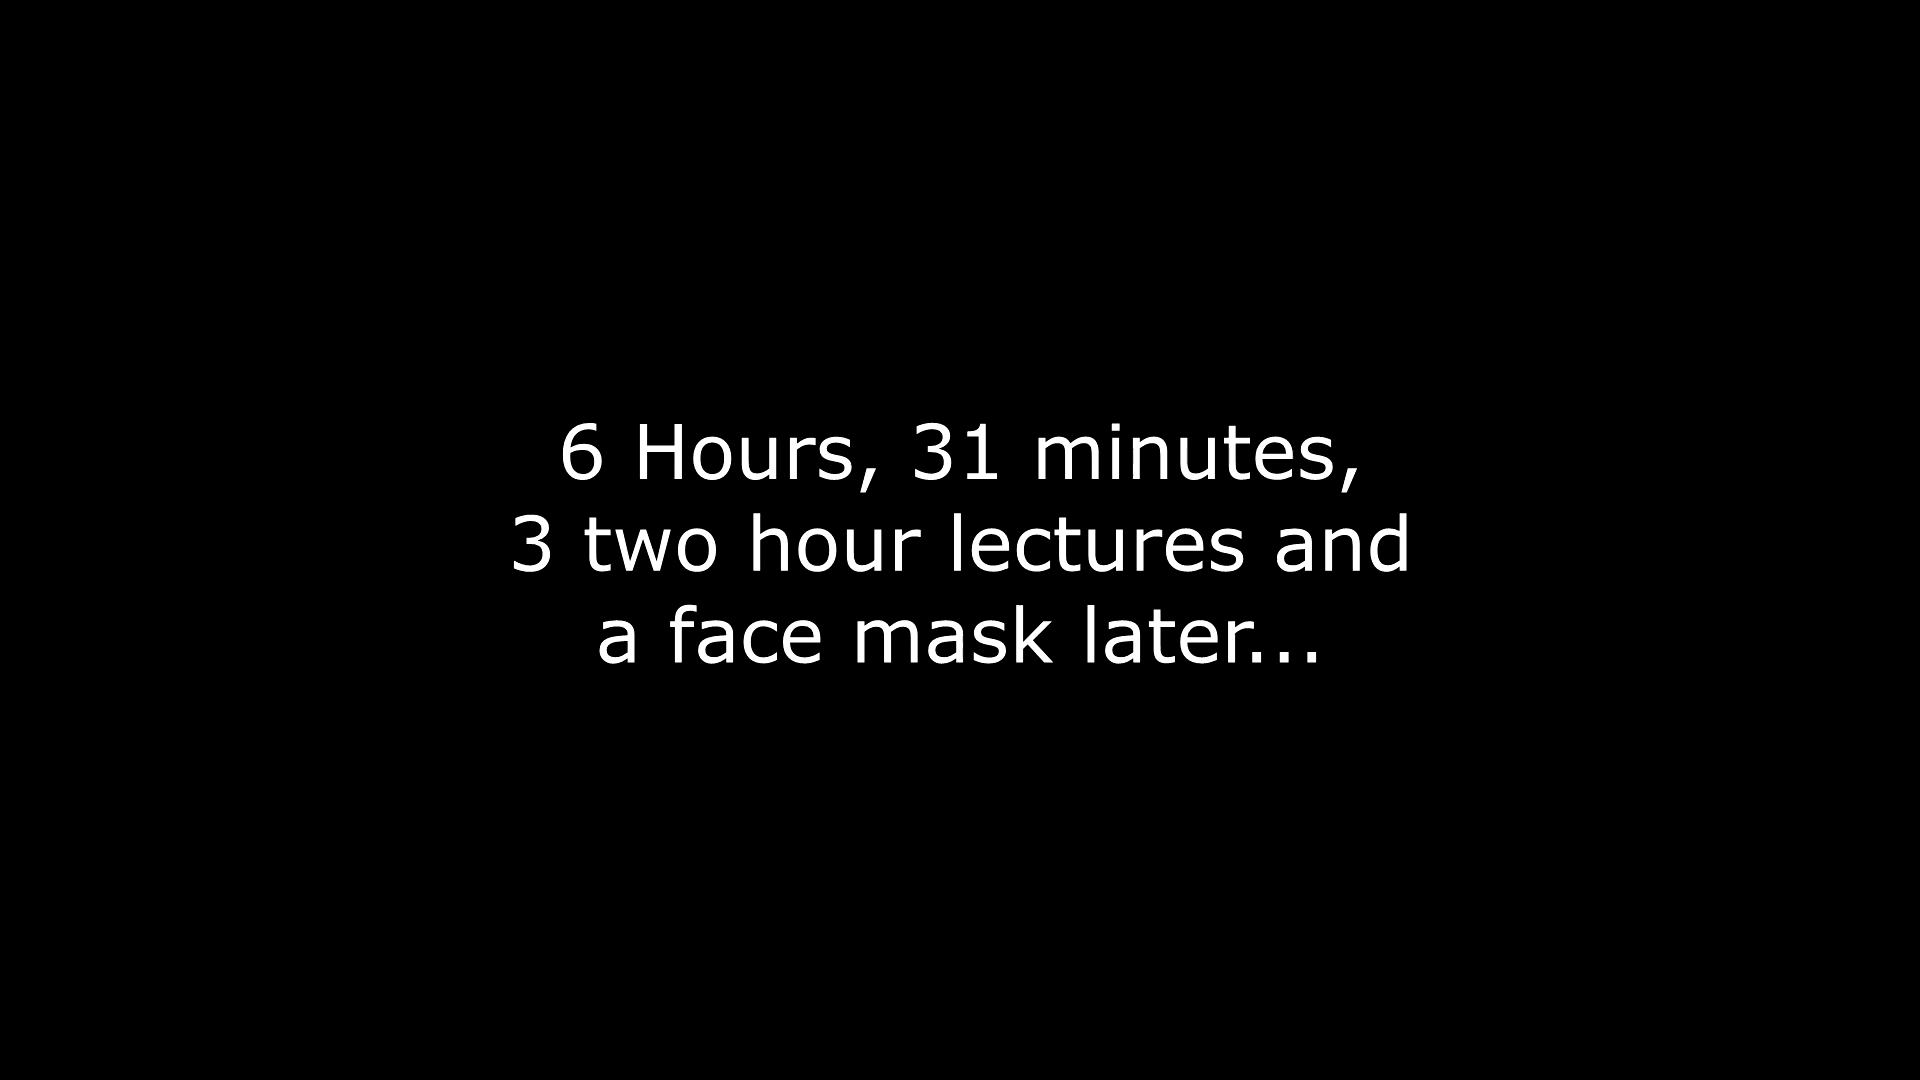 6 Hours, 31 minutes,
3 two hour lectures and
a face mask later...